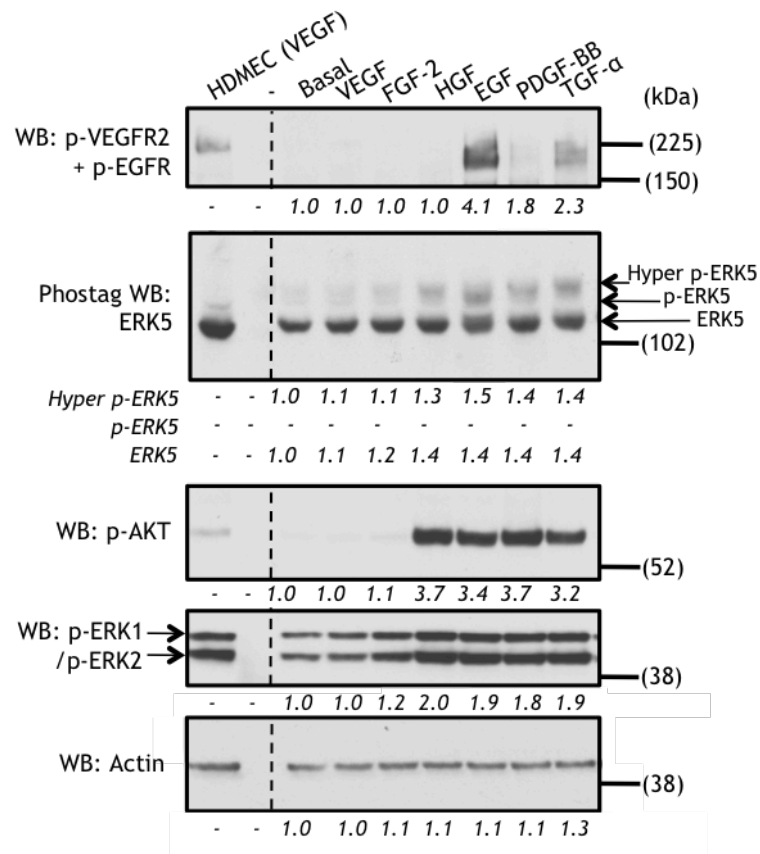 HDMEC (VEGF) - Basal VEGF FGF-2 HGF EGF PDGF-BB TGF-α
(kDa)
WB: p-VEGFR2
+ p-EGFR
(225)
(150)
- - 1.0 1.0 1.0 1.0 4.1 1.8 2.3
Phostag WB:
ERK5
Hyper p-ERK5
p-ERK5
ERK5
(102)
Hyper p-ERK5 - - 1.0 1.1 1.1 1.3 1.5 1.4 1.4
p-ERK5 - - - - - - - - -
ERK5 - - 1.0 1.1 1.2 1.4 1.4 1.4 1.4
WB: p-AKT
(52)
- - 1.0 1.0 1.1 3.7 3.4 3.7 3.2
WB: p-ERK1
/p-ERK2
(38)
- - 1.0 1.0 1.2 2.0 1.9 1.8 1.9
WB: Actin
(38)
- - 1.0 1.0 1.1 1.1 1.1 1.1 1.3